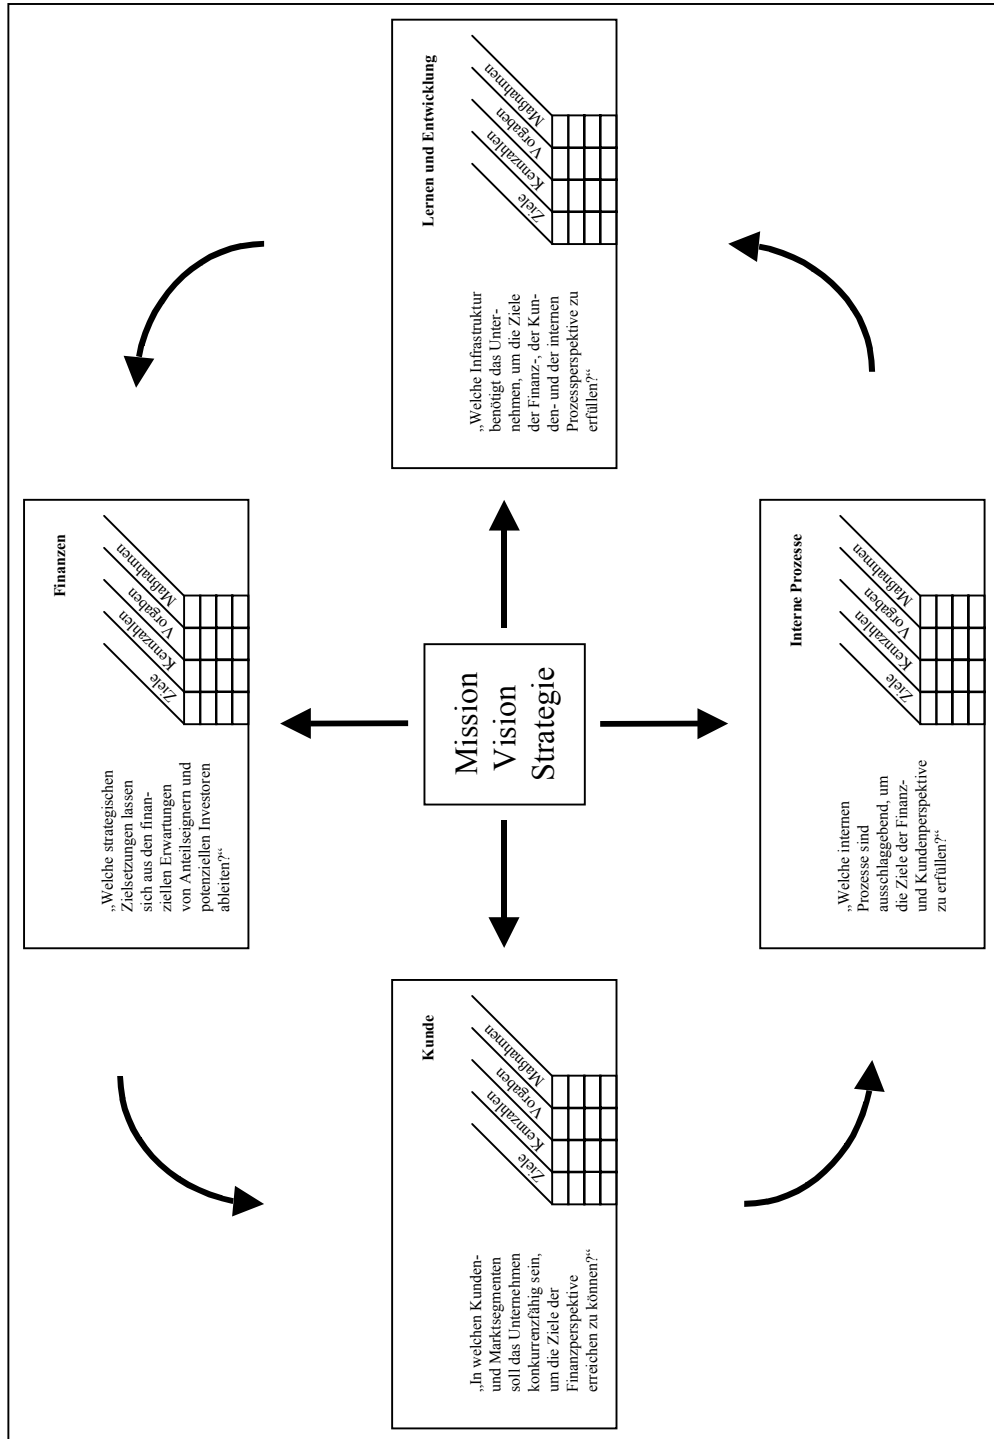 Finanzen
„Welche strategischen
Zielsetzungen lassen
sich aus den finan-
ziellen Erwartungen
von Anteilseignern und
potenziellen Investoren
ableiten?“
Ziele
Kennzahlen
Vorgaben
Maßnahmen
Kunde
„In welchen Kunden-
und Marktsegmenten
soll das Unternehmen
konkurrenzfähig sein,
um die Ziele der
Finanzperspektive
erreichen zu können?“
Ziele
Kennzahlen
Vorgaben
Maßnahmen
Mission
Vision
Strategie
Lernen und Entwicklung
„Welche Infrastruktur
benötigt das Unter-
nehmen, um die Ziele
der Finanz-, der Kun-
den- und der internen
Prozessperspektive zu
erfüllen?“
Ziele
Kennzahlen
Vorgaben
Maßnahmen
Interne Prozesse
„Welche internen
Prozesse sind
ausschlaggebend, um
die Ziele der Finanz-
und Kundenperspektive
zu erfüllen?“
Ziele
Kennzahlen
Vorgaben
Maßnahmen